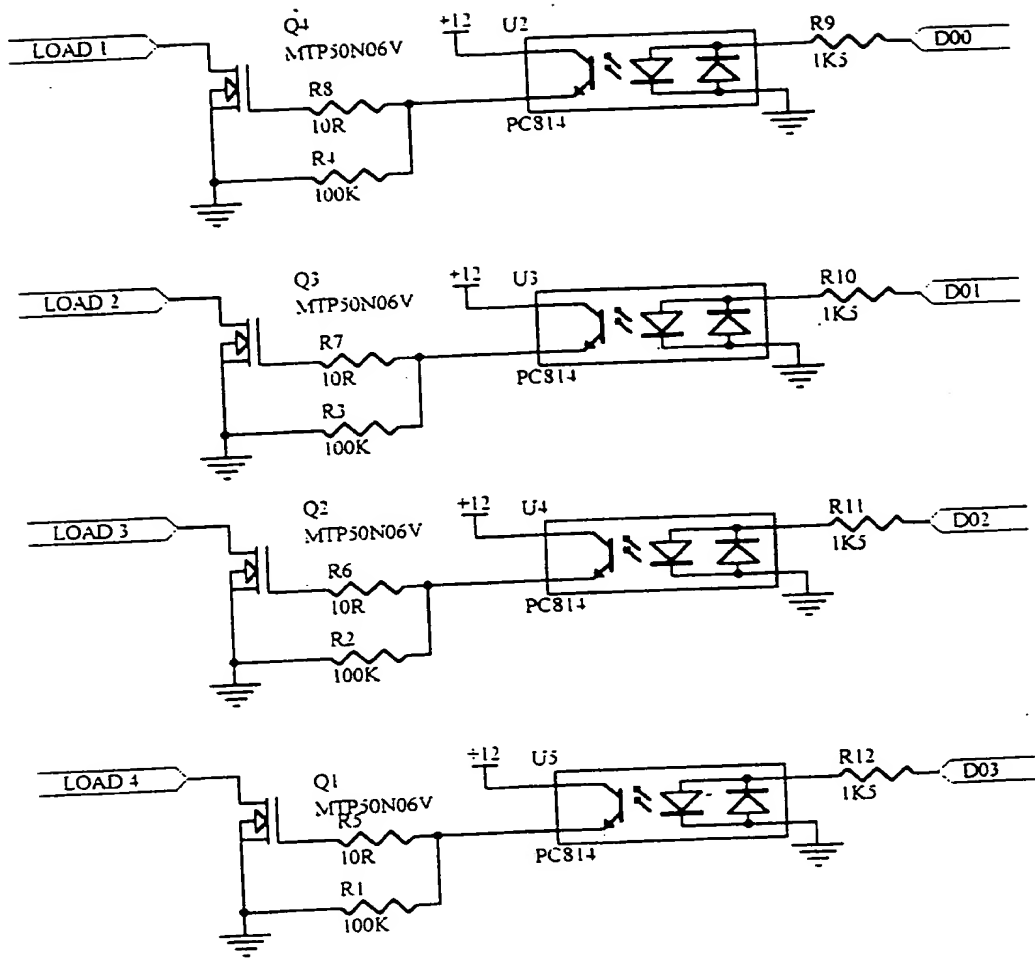 Q4
MTP50N06V
LOAD 1
R8
10R
R4
100K
+12
U2
PC814
R9
1K5
D00
Q3
MTP50N06V
LOAD 2
R7
10R
R3
100K
+12
U3
PC814
R10
1K5
D01
Q2
MTP50N06V
LOAD 3
R6
10R
R2
100K
+12
U4
PC814
R11
1K5
D02
Q1
MTP50N06V
LOAD 4
R5
10R
R1
100K
+12
U5
PC814
R12
1K5
D03